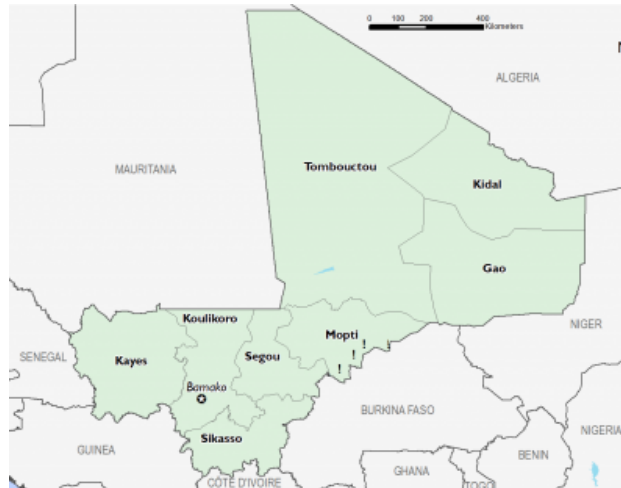 0 100 200 400
Kilometers
N
ALGERIA
MAURITANIA
Tombouctou
Kidal
Gao
Koulikoro
Mopti
NIGER
Kayes
Segou
SENEGAL
Bamako
BURKINA FASO
Sikasso
NIGERIA
GUINEA
BENIN
GHANA
CÔTE D'IVOIRE
TOGO